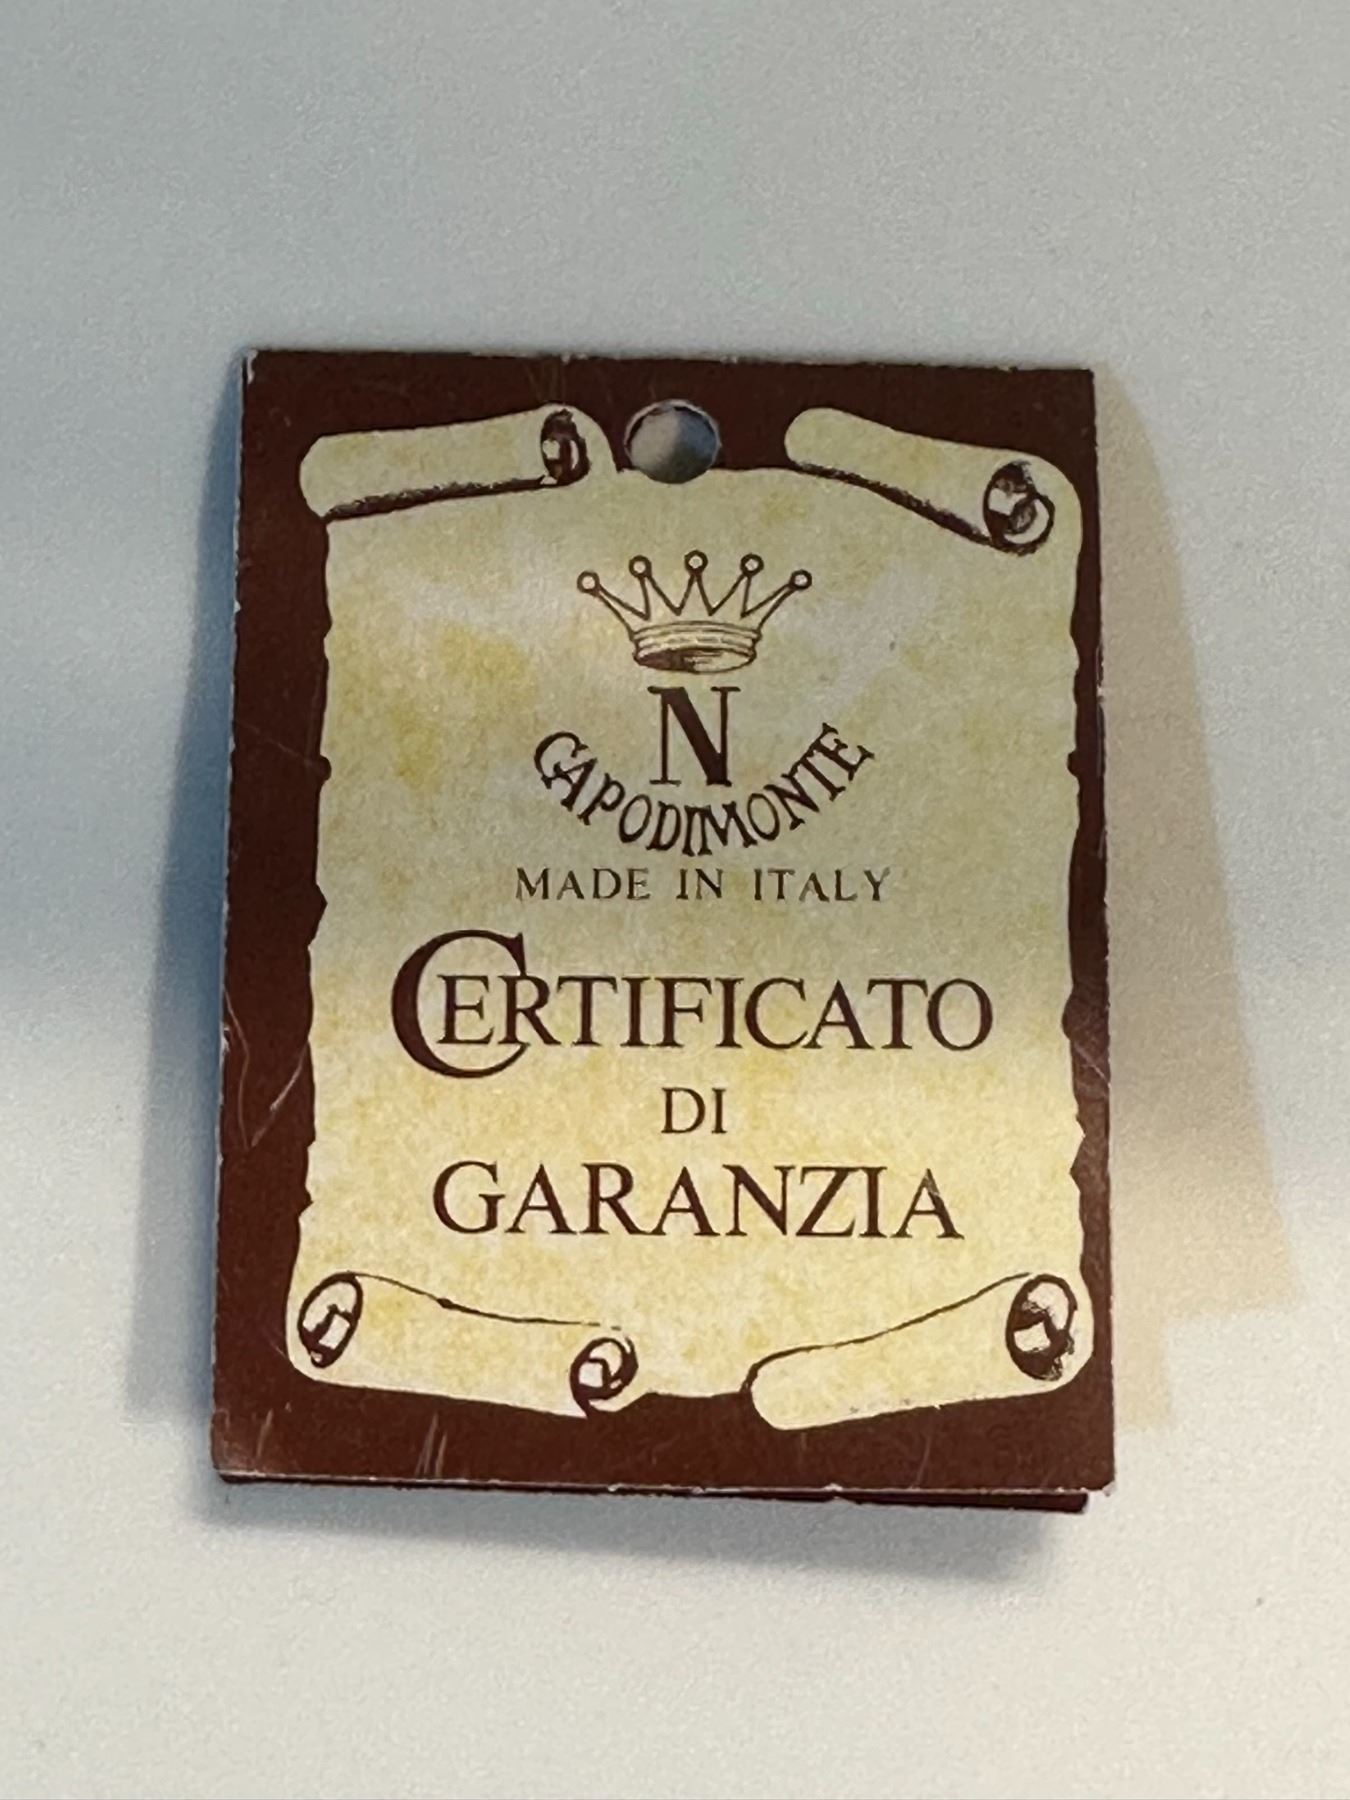 N
CAPODIMONTE
MADE IN ITALY
CERTIFICATO
DI
GARANZIA